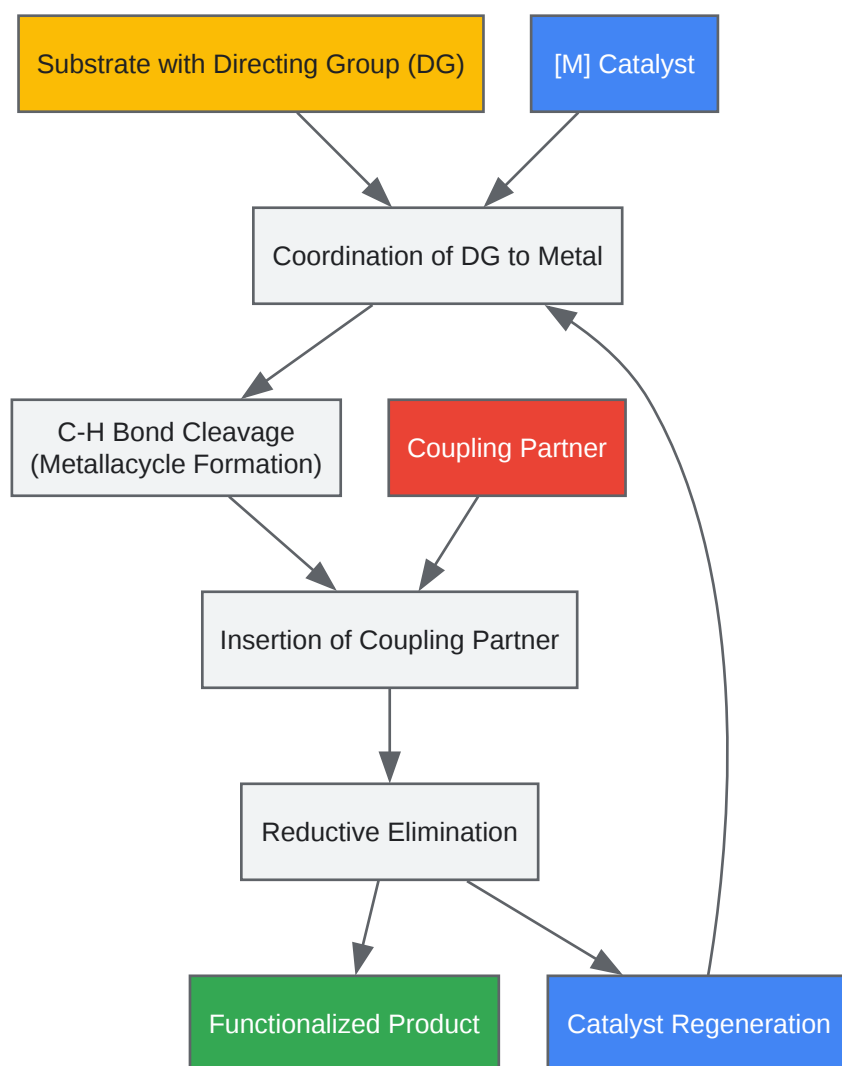 Substrate with Directing Group (DG)
[M] Catalyst
Coordination of DG to Metal
C-H Bond Cleavage
(Metallacycle Formation)
Coupling Partner
Insertion of Coupling Partner
Reductive Elimination
Functionalized Product
Catalyst Regeneration